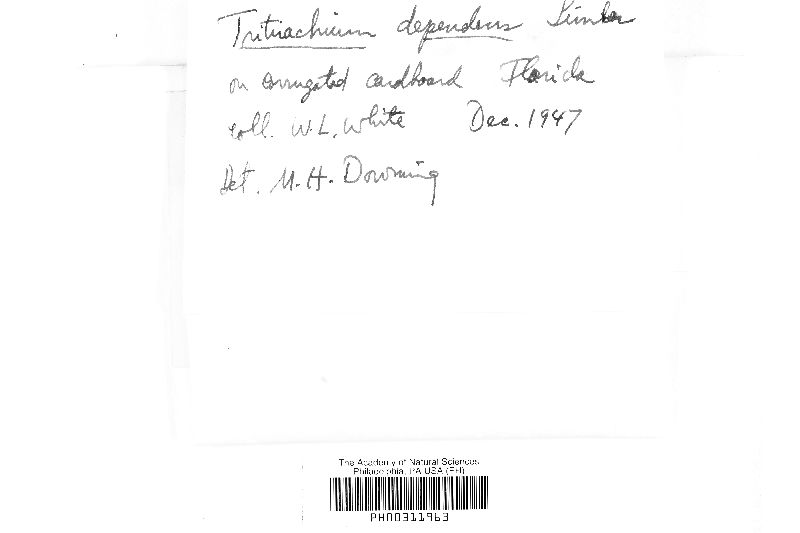 Tritirachium dependens Limber
on corrugated cardboard Florida
coll. W. L. White Dec. 1947
Det. M. H. Downing
The Academy of Natural Sciences
Philadelphia, PA USA (PH)
PH00311963